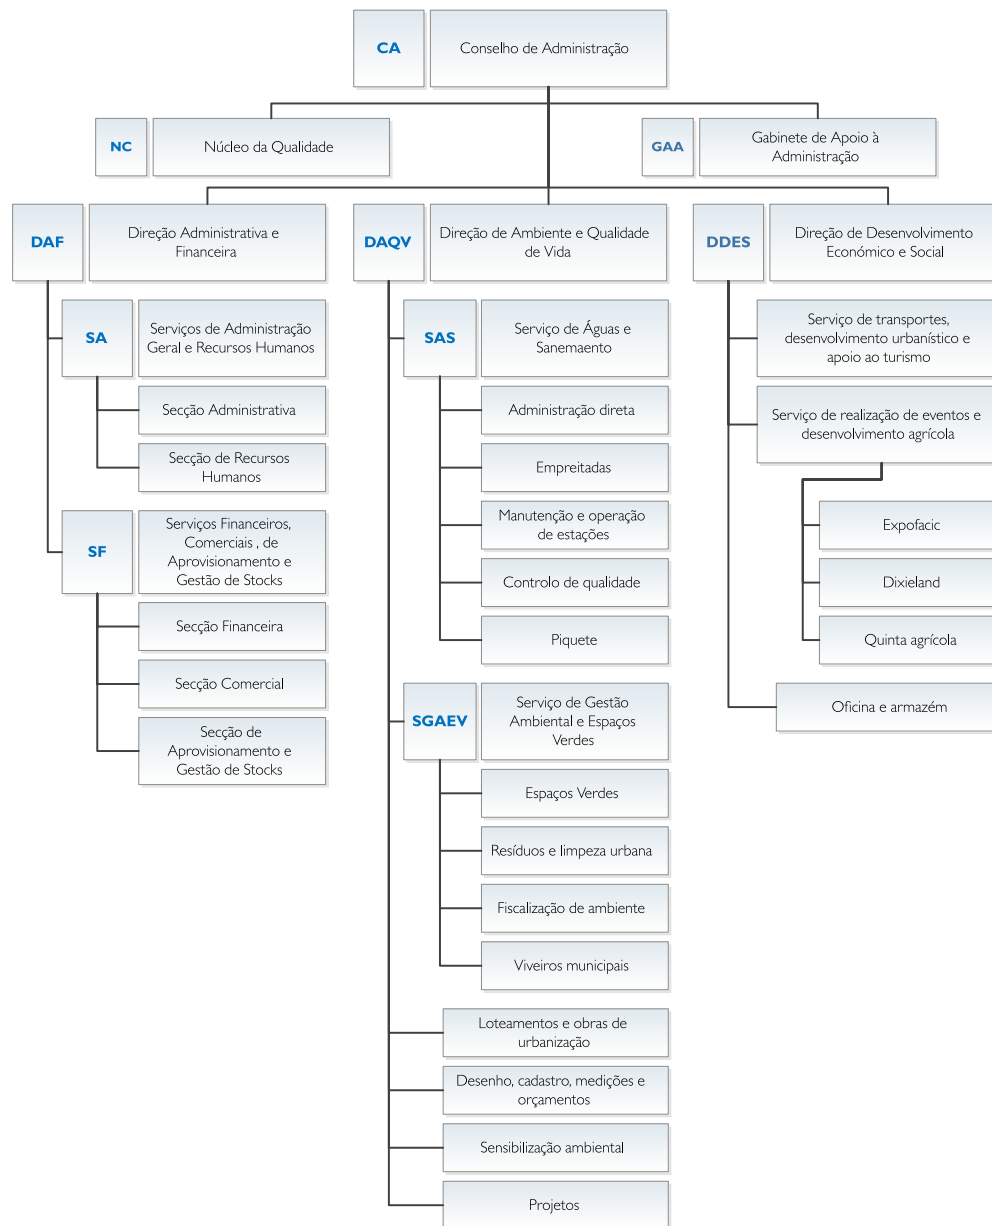 CA
Conselho de Administração
NC
Núcleo da Qualidade
GAA
Gabinete de Apoio à
Administração
DAF
Direção Administrativa e
Financeira
SA
Serviços de Administração
Geral e Recursos Humanos
Secção Administrativa
Secção de Recursos
Humanos
SF
Serviços Financeiros,
Comerciais , de
Aprovisionamento e
Gestão de Stocks
Secção Financeira
Secção Comercial
Secção de
Aprovisionamento e
Gestão de Stocks
DAQV
Direção de Ambiente e Qualidade
de Vida
SAS
Serviço de Águas e
Sanemaento
Administração direta
Empreitadas
Manutenção e operação
de estações
Controlo de qualidade
Piquete
SGAEV
Serviço de Gestão
Ambiental e Espaços
Verdes
Espaços Verdes
Resíduos e limpeza urbana
Fiscalização de ambiente
Viveiros municipais
Loteamentos e obras de
urbanização
Desenho, cadastro, medições e
orçamentos
Sensibilização ambiental
Projetos
DDES
Direção de Desenvolvimento
Económico e Social
Serviço de transportes,
desenvolvimento urbanístico e
apoio ao turismo
Serviço de realização de eventos e
desenvolvimento agrícola
Expofacic
Dixieland
Quinta agrícola
Oficina e armazém